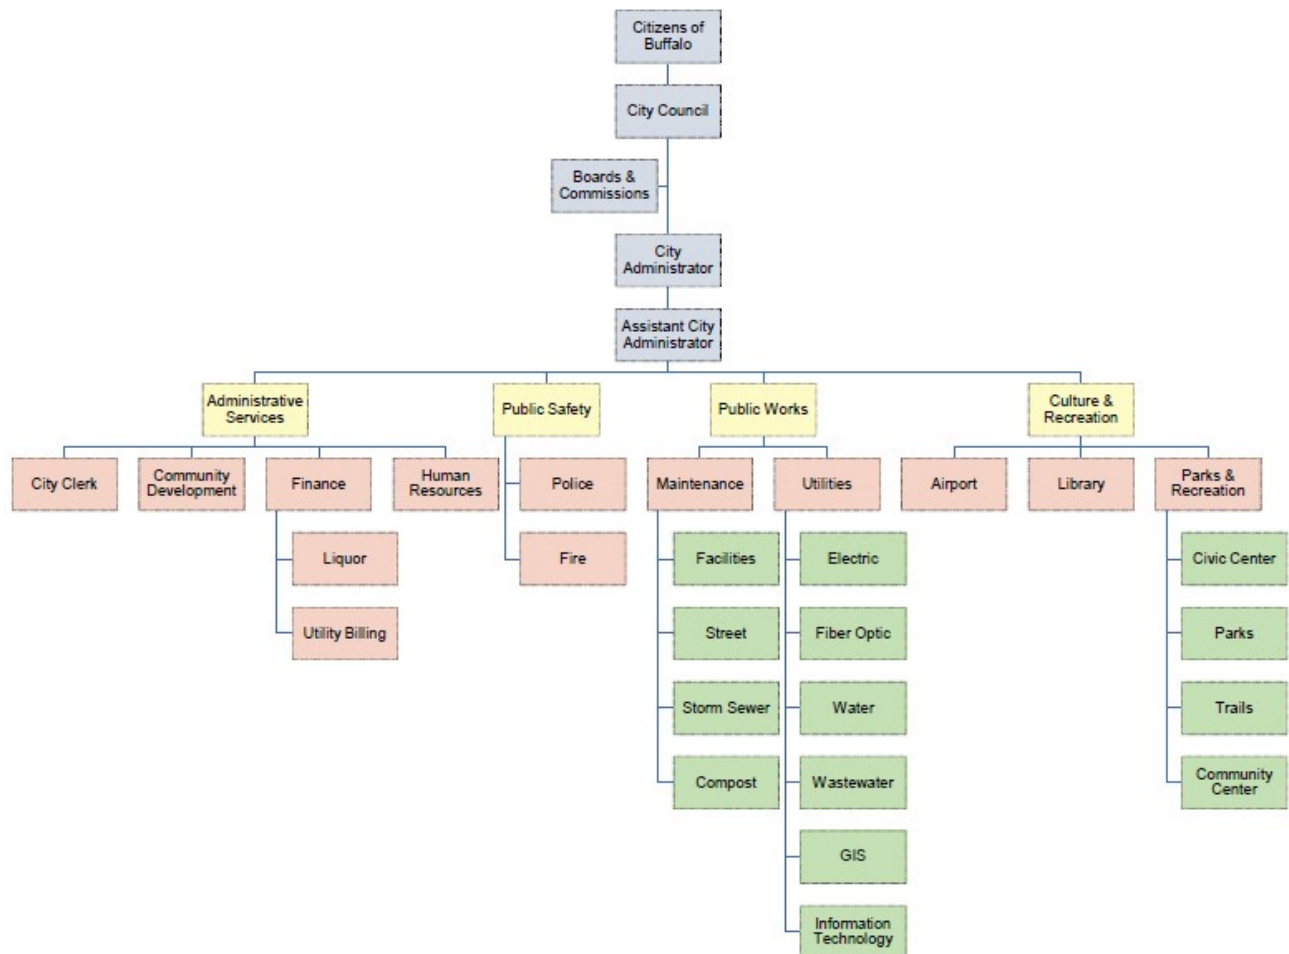 Citizens of
Buffalo
City Council
Boards &
Commissions
City
Administrator
Assistant City
Administrator
Administrative
Services
Public Safety
Public Works
Culture &
Recreation
City Clerk
Community
Development
Finance
Human
Resources
Police
Maintenance
Utilities
Airport
Library
Parks &
Recreation
Liquor
Fire
Facilities
Electric
Civic Center
Utility Billing
Street
Fiber Optic
Parks
Storm Sewer
Water
Trails
Compost
Wastewater
Community
Center
GIS
Information
Technology